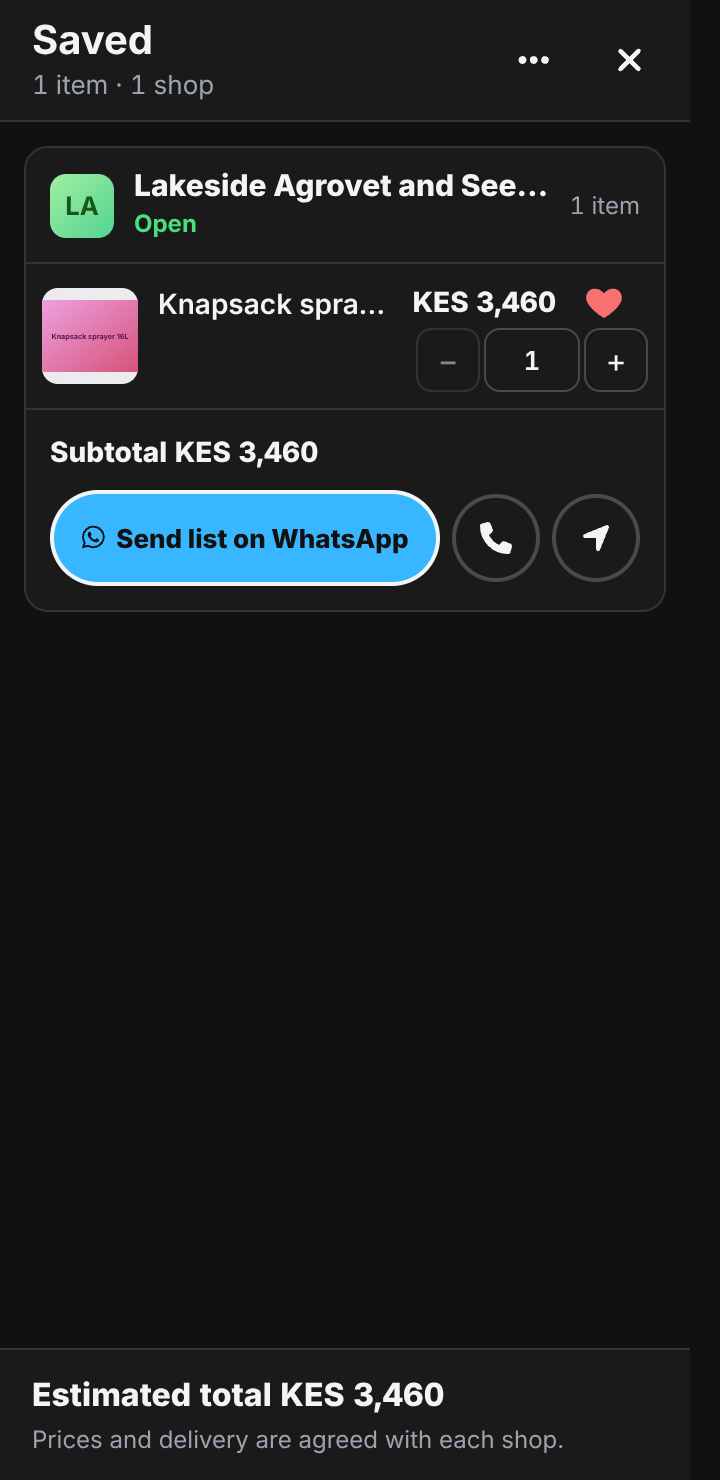 Saved
1 item · 1 shop
LA
Lakeside Agrovet and See...
Open
1 item
Knapsack sprayer 16L
Knapsack spra...
KES 3,460
–
1
+
Subtotal KES 3,460
Send list on WhatsApp
Estimated total KES 3,460
Prices and delivery are agreed with each shop.